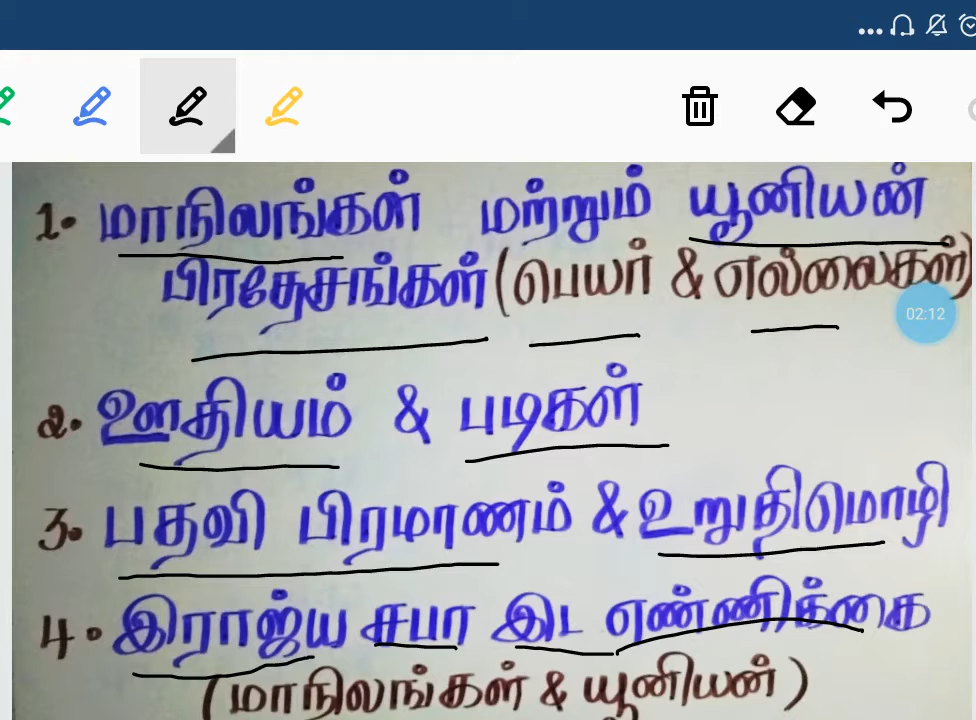 02:12
1. மாநிலங்கள் மற்றும் யூனியன்
பிரதேசங்கள் (பெயர் & எல்லைகள்)
2. ஊதியம் & படிகள்
3. பதவி பிரமாணம் & உறுதிமொழி
4. இராஜ்ய சபா இட எண்ணிக்கை
(மாநிலங்கள் & யூனியன்)